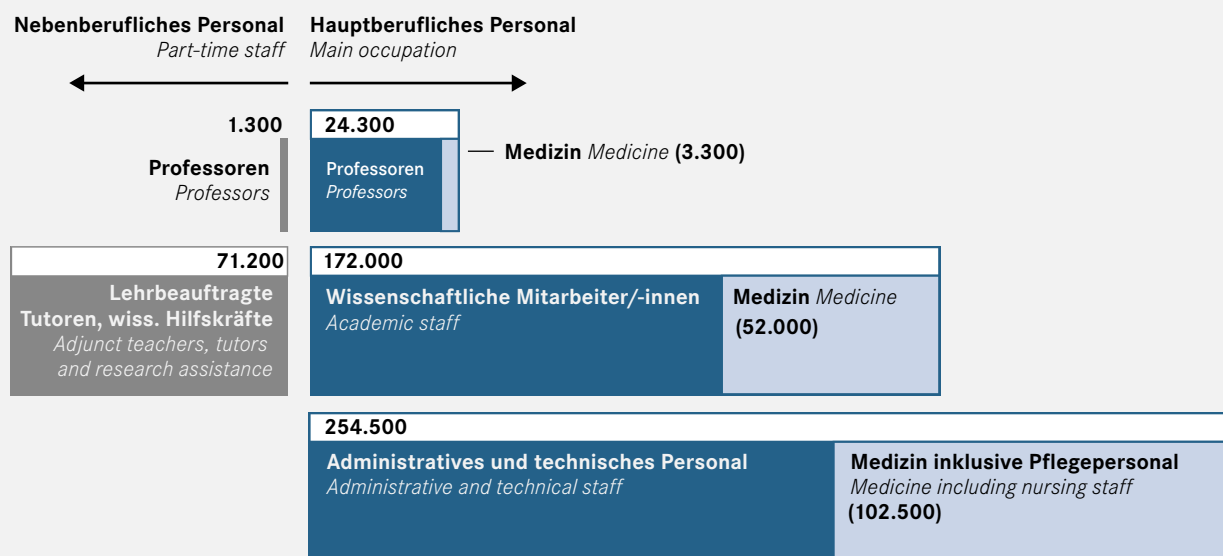 Nebenberufliches Personal
Part-time staff
Hauptberufliches Personal
Main occupation
1.300
Professoren
Professors
24.300
Professoren
Professors
Medizin Medicine (3.300)
71.200
Lehrbeauftragte
Tutoren, wiss. Hilfskräfte
Adjunct teachers, tutors
and research assistance
172.000
Wissenschaftliche Mitarbeiter/-innen
Academic staff
Medizin Medicine
(52.000)
254.500
Administratives und technisches Personal
Administrative and technical staff
Medizin inklusive Pflegepersonal
Medicine including nursing staff
(102.500)